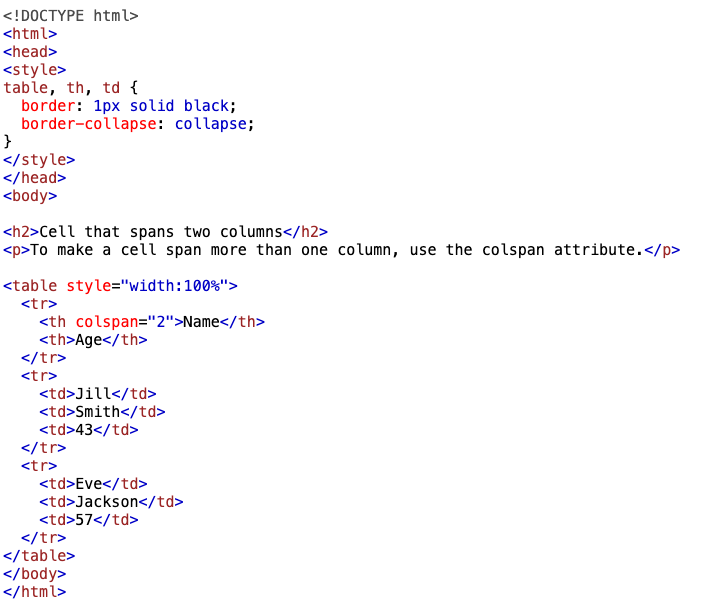 <!DOCTYPE html>
<html>
<head>
<style>
table, th, td {
  border: 1px solid black;
  border-collapse: collapse;
}
</style>
</head>
<body>

<h2>Cell that spans two columns</h2>
<p>To make a cell span more than one column, use the colspan attribute.</p>

<table style="width:100%">
  <tr>
    <th colspan="2">Name</th>
    <th>Age</th>
  </tr>
  <tr>
    <td>Jill</td>
    <td>Smith</td>
    <td>43</td>
  </tr>
  <tr>
    <td>Eve</td>
    <td>Jackson</td>
    <td>57</td>
  </tr>
</table>
</body>
</html>